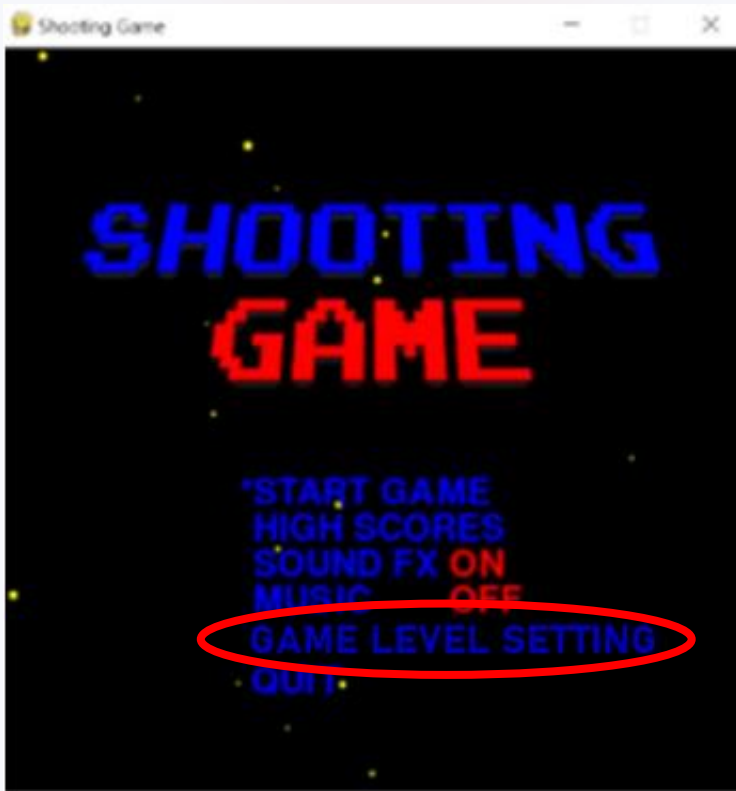 Shooting Game
SHOOTING
GAME
*START GAME
HIGH SCORES
SOUND FX ON
MUSIC OFF
GAME LEVEL SETTING
QUIT